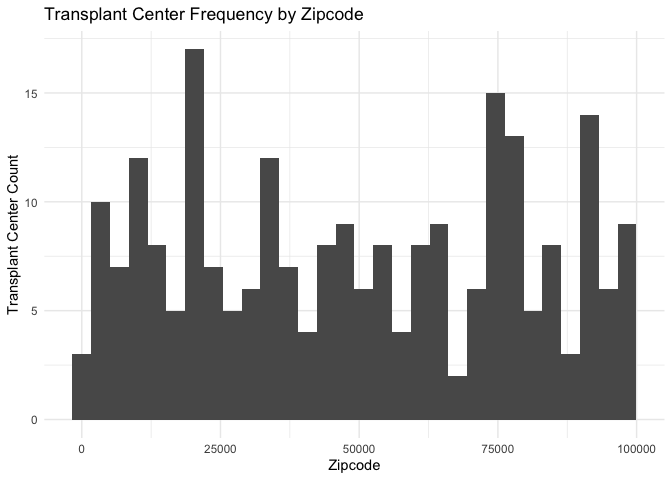 Transplant Center Frequency by Zipcode
Transplant Center Count
15
10
5
0
0 25000 50000 75000 100000
Zipcode